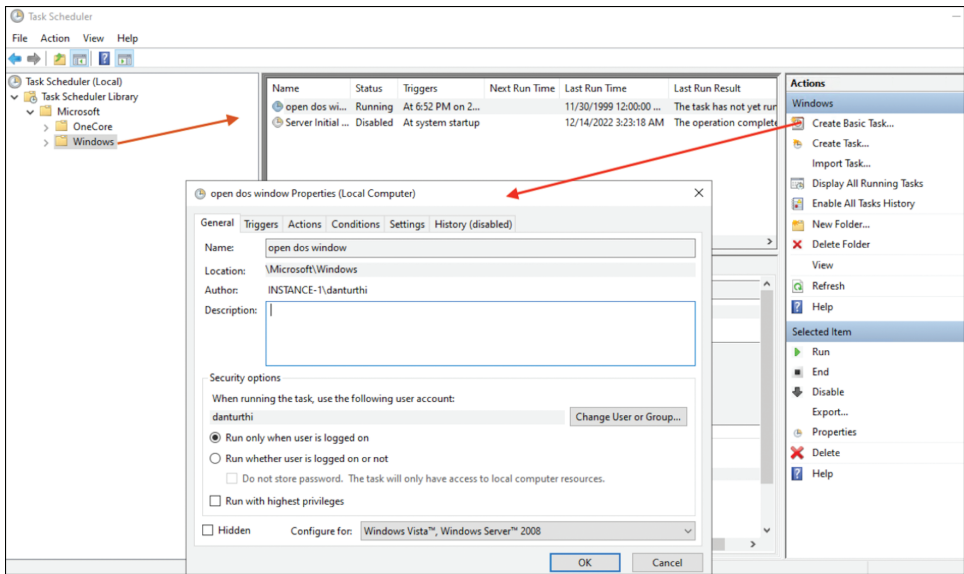 Task Scheduler
File Action View Help
Task Scheduler (Local)
Task Scheduler Library
Microsoft
OneCore
Windows
Name Status Triggers Next Run Time Last Run Time Last Run Result
open dos wi... Running At 6:52 PM on 2... 11/30/1999 12:00:00 ... The task has not yet run
Server Initial ... Disabled At system startup 12/14/2022 3:23:18 AM The operation complete
open dos window Properties (Local Computer)
General Triggers Actions Conditions Settings History (disabled)
Name: open dos window
Location: \Microsoft\Windows
Author: INSTANCE-1\danturthi
Description:
Security options
When running the task, use the following user account:
danturthi Change User or Group...
Run only when user is logged on
Run whether user is logged on or not
Do not store password. The task will only have access to local computer resources.
Run with highest privileges
Hidden Configure for: Windows Vista™, Windows Server™ 2008
OK Cancel
Actions
Windows
Create Basic Task...
Create Task...
Import Task...
Display All Running Tasks
Enable All Tasks History
New Folder...
Delete Folder
View
Refresh
Help
Selected Item
Run
End
Disable
Export...
Properties
Delete
Help